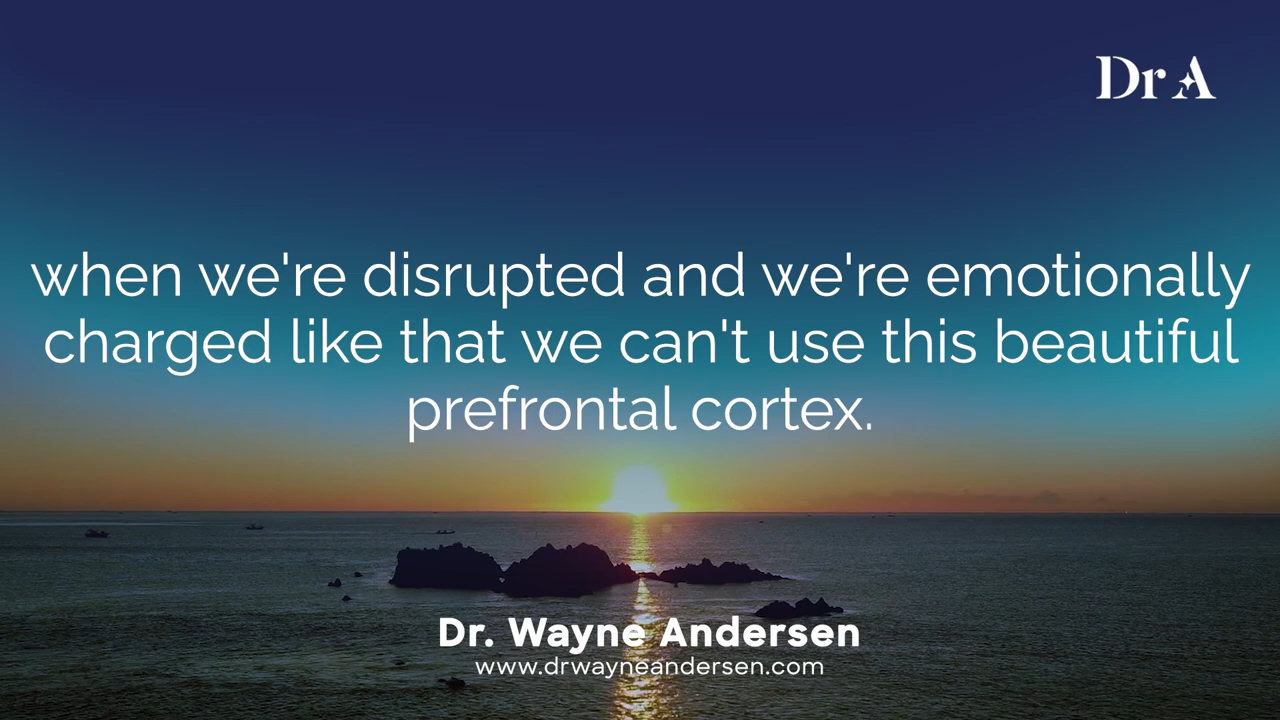 Dr A
when we're disrupted and we're emotionally
charged like that we can't use this beautiful
prefrontal cortex.
Dr. Wayne Andersen
www.drwayneandersen.com